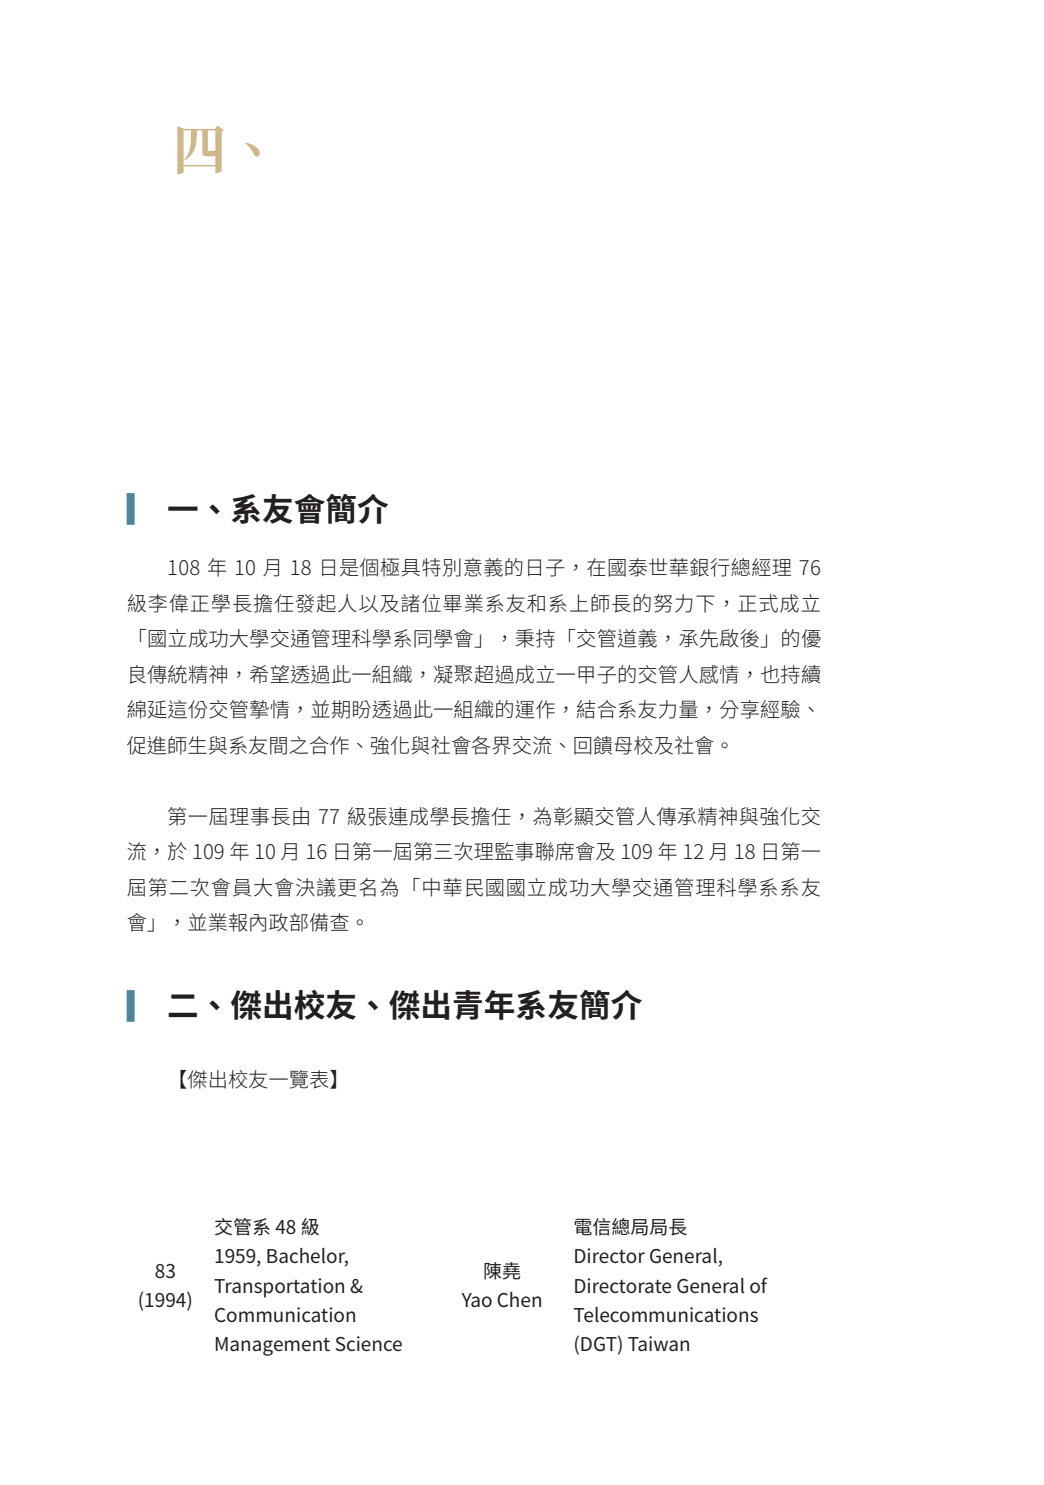 四、
一、系友會簡介
108 年 10 月 18 日是個極具特別意義的日子，在國泰世華銀行總經理 76
級李偉正學長擔任發起人以及諸位畢業系友和系上師長的努力下，正式成立
「國立成功大學交通管理科學系同學會」，秉持「交管道義，承先啟後」的優
良傳統精神，希望透過此一組織，凝聚超過成立一甲子的交管人感情，也持續
綿延這份交管摯情，並期盼透過此一組織的運作，結合系友力量，分享經驗、
促進師生與系友間之合作、強化與社會各界交流、回饋母校及社會。
第一屆理事長由 77 級張連成學長擔任，為彰顯交管人傳承精神與強化交
流，於 109 年 10 月 16 日第一屆第三次理監事聯席會及 109 年 12 月 18 日第一
屆第二次會員大會決議更名為「中華民國國立成功大學交通管理科學系系友
會」，並業報內政部備查。
二、傑出校友、傑出青年系友簡介
【傑出校友一覽表】
83
(1994)
交管系 48 級
1959, Bachelor,
Transportation &
Communication
Management Science
陳堯
Yao Chen
電信總局局長
Director General,
Directorate General of
Telecommunications
(DGT) Taiwan